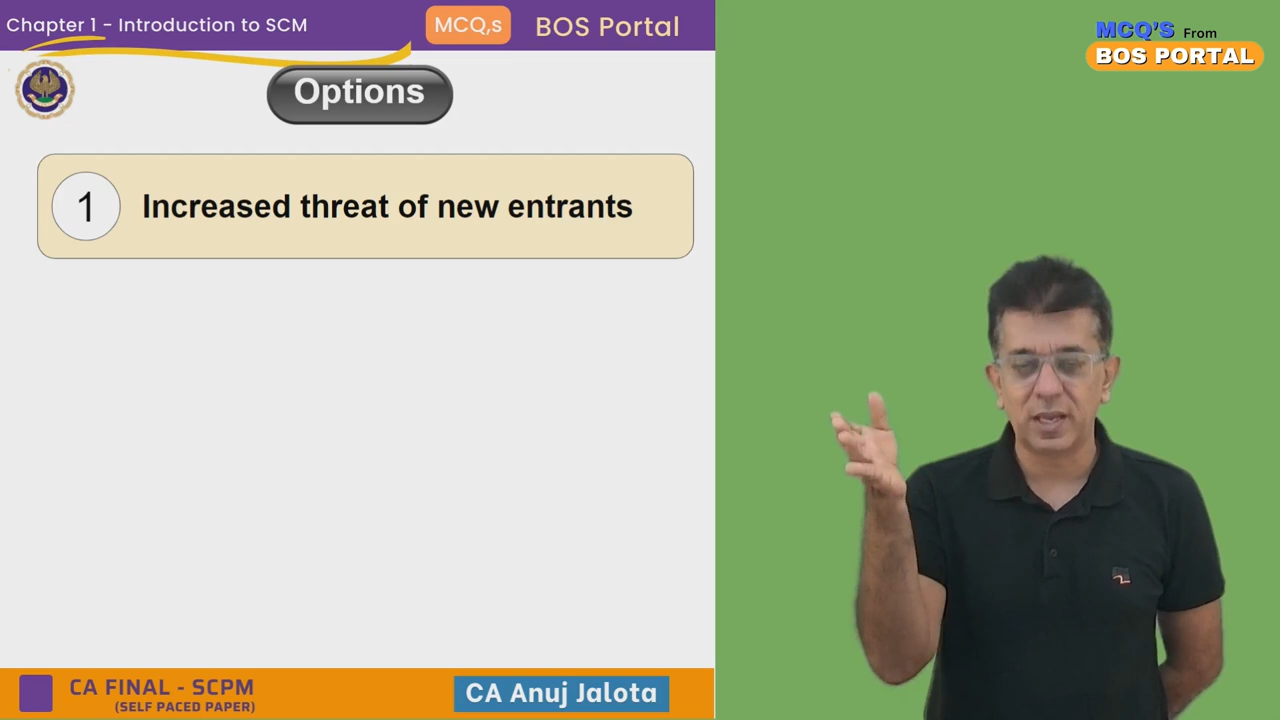 Chapter 1 - Introduction to SCM
MCQ,s
BOS Portal
MCQ'S From
BOS PORTAL
Options
1 Increased threat of new entrants
CA FINAL - SCPM
(SELF PACED PAPER)
CA Anuj Jalota